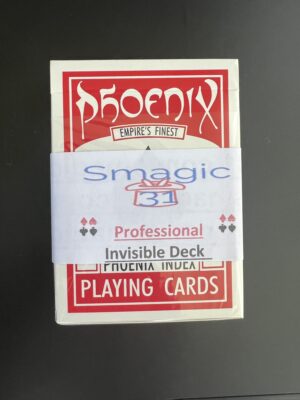 PHOENIX
EMPIRE'S FINEST
Smagic
31
Professional
Invisible Deck
PHOENIX INDEX
PLAYING CARDS